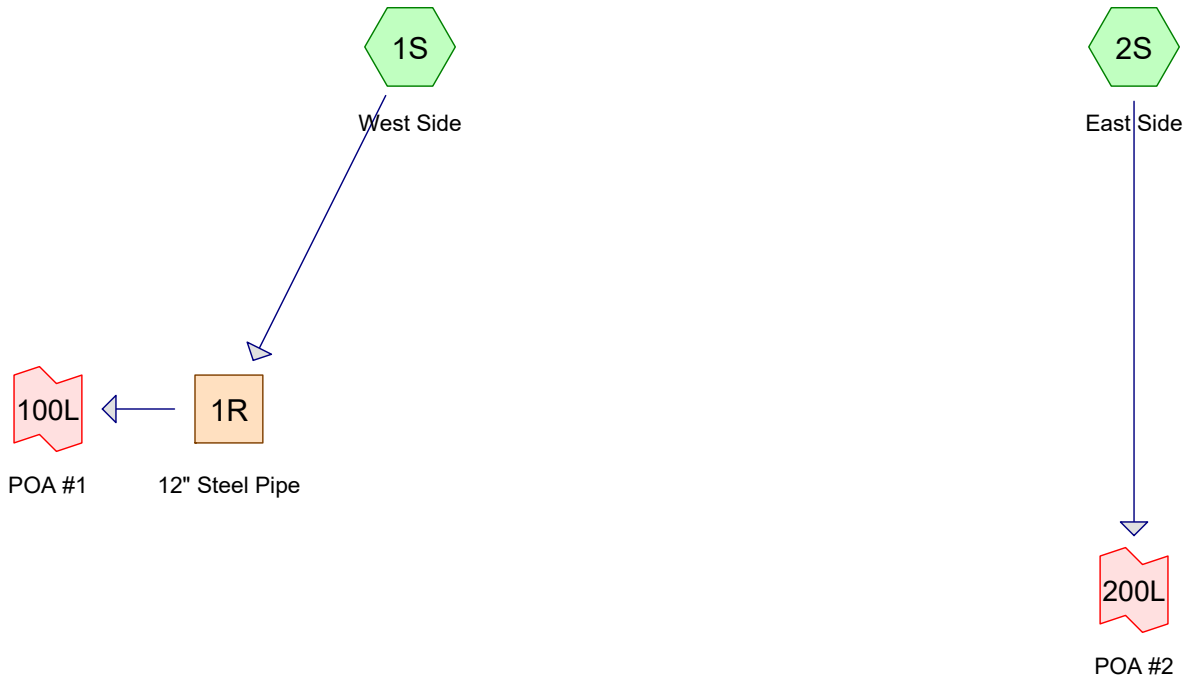 1S
West Side
2S
East Side
100L
POA #1
1R
12" Steel Pipe
200L
POA #2